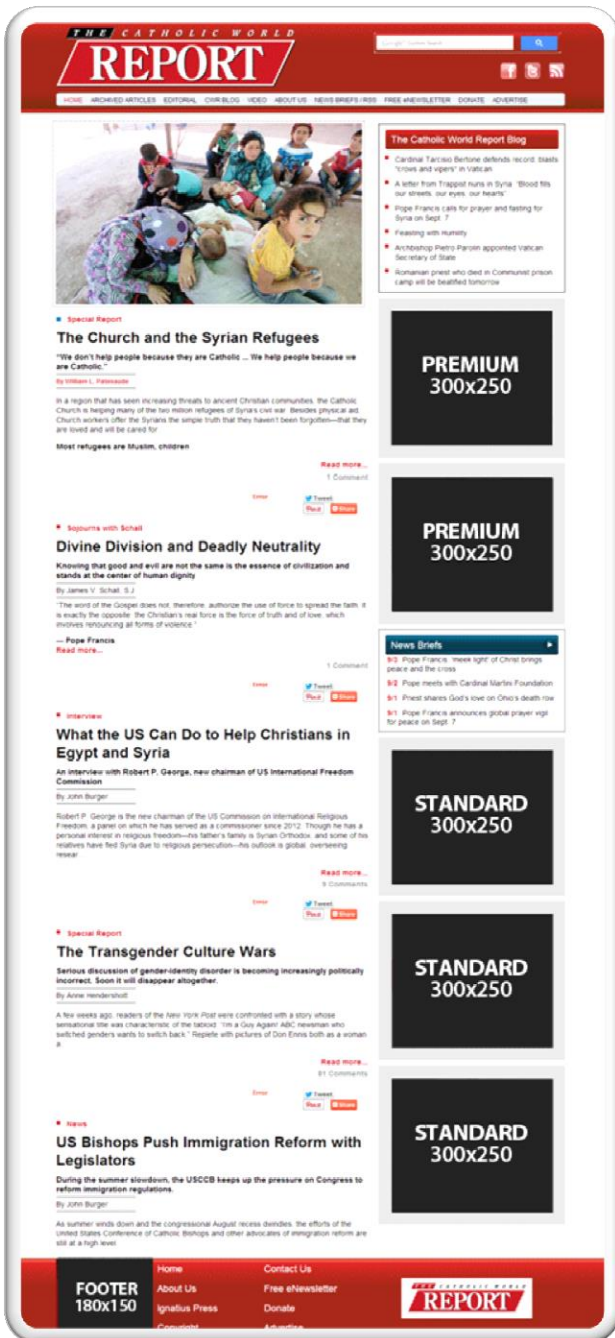 THE CATHOLIC WORLD
REPORT
HOME ARCHIVED ARTICLES EDITORIAL CWR BLOG VIDEO ABOUT US NEWS BRIEFS / RSS FREE eNEWSLETTER DONATE ADVERTISE
Special Report
The Church and the Syrian Refugees
"We don't help people because they are Catholic ... We help people because we
are Catholic."
By William L. Patenaude
In a region that has seen increasing threats to ancient Christian communities, the Catholic
Church is helping many of the two million refugees of Syria's civil war. Besides physical aid,
Church workers offer the Syrians the simple truth that they haven't been forgotten—that they
are loved and will be cared for.
Most refugees are Muslim, children
Read more...
1 Comment
Tweet
Pin it Share
Sojourns with Schall
Divine Division and Deadly Neutrality
Knowing that good and evil are not the same is the essence of civilization and
stands at the center of human dignity
By James V. Schall, S.J.
"The word of the Gospel does not, therefore, authorize the use of force to spread the faith. It
is exactly the opposite: the Christian's real force is the force of truth and of love, which
involves renouncing all forms of violence."
— Pope Francis
Read more...
1 Comment
Tweet
Pin it Share
Interview
What the US Can Do to Help Christians in
Egypt and Syria
An interview with Robert P. George, new chairman of US International Freedom
Commission
By John Burger
Robert P. George is the new chairman of the US Commission on International Religious
Freedom, a panel on which he has served as a commissioner since 2012. Though he has a
personal interest in religious freedom—his father's family is Syrian Orthodox, and some of his
relatives have fled Syria due to religious persecution—his outlook is global, overseeing
resear
Read more...
9 Comments
Tweet
Pin it Share
Special Report
The Transgender Culture Wars
Serious discussion of gender-identity disorder is becoming increasingly politically
incorrect. Soon it will disappear altogether.
By Anne Hendershott
A few weeks ago, readers of the New York Post were confronted with a story whose
sensational title was characteristic of the tabloid: "I'm a Guy Again! ABC newsman who
switched genders wants to switch back." Replete with pictures of Don Ennis both as a woman
a
Read more...
81 Comments
Tweet
Pin it Share
News
US Bishops Push Immigration Reform with
Legislators
During the summer slowdown, the USCCB keeps up the pressure on Congress to
reform immigration regulations.
By John Burger
As summer winds down and the congressional August recess dwindles, the efforts of the
United States Conference of Catholic Bishops and other advocates of immigration reform are
still at a high level.
The Catholic World Report Blog
Cardinal Tarcisio Bertone defends record, blasts
"crows and vipers" in Vatican
A letter from Trappist nuns in Syria: "Blood fills
our streets, our eyes, our hearts"
Pope Francis calls for prayer and fasting for
Syria on Sept. 7
Feasting with Humility
Archbishop Pietro Parolin appointed Vatican
Secretary of State
Romanian priest who died in Communist prison
camp will be beatified tomorrow
PREMIUM
300x250
PREMIUM
300x250
News Briefs
9/3 Pope Francis: 'meek light' of Christ brings
peace and the cross
9/2 Pope meets with Cardinal Martini Foundation
9/1 Priest shares God's love on Ohio's death row
9/1 Pope Francis announces global prayer vigil
for peace on Sept. 7
STANDARD
300x250
STANDARD
300x250
STANDARD
300x250
FOOTER
180x150
Home
About Us
Ignatius Press
Copyright
Contact Us
Free eNewsletter
Donate
Advertise
THE CATHOLIC WORLD
REPORT